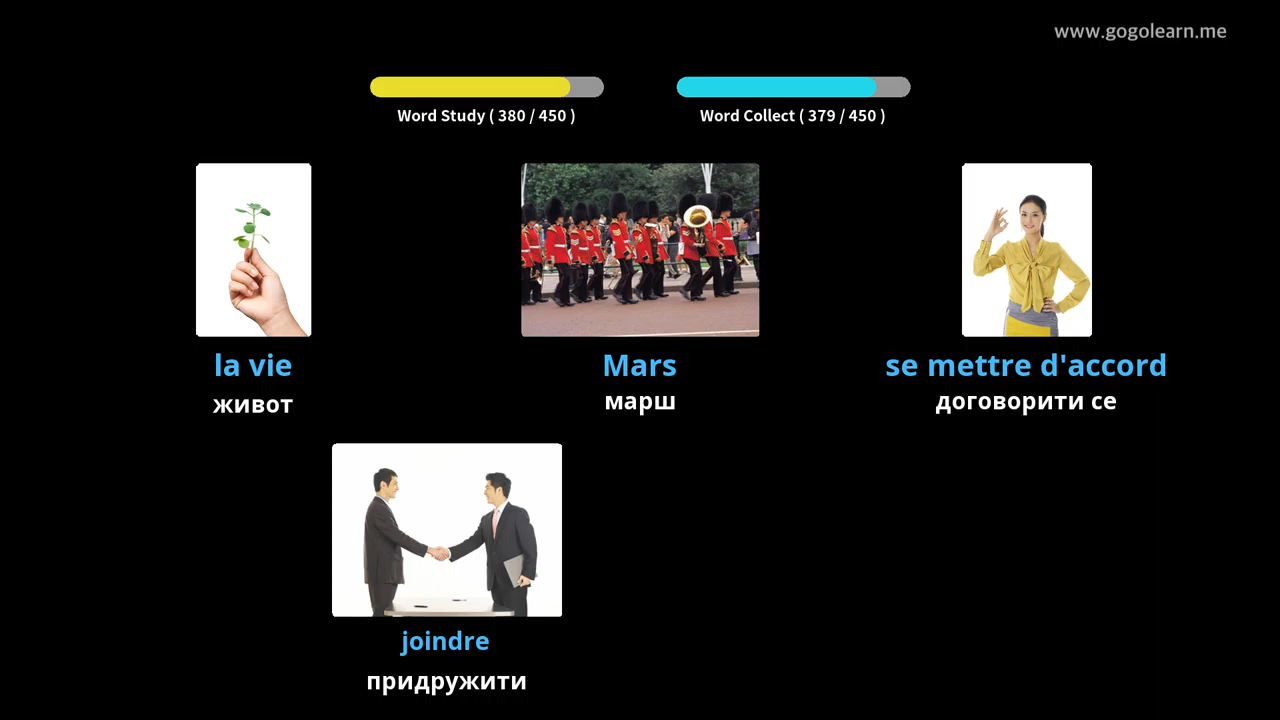 www.gogolearn.me
Word Study ( 380 / 450 )
Word Collect ( 379 / 450 )
la vie
живот
Mars
марш
se mettre d'accord
договорити се
joindre
придружити